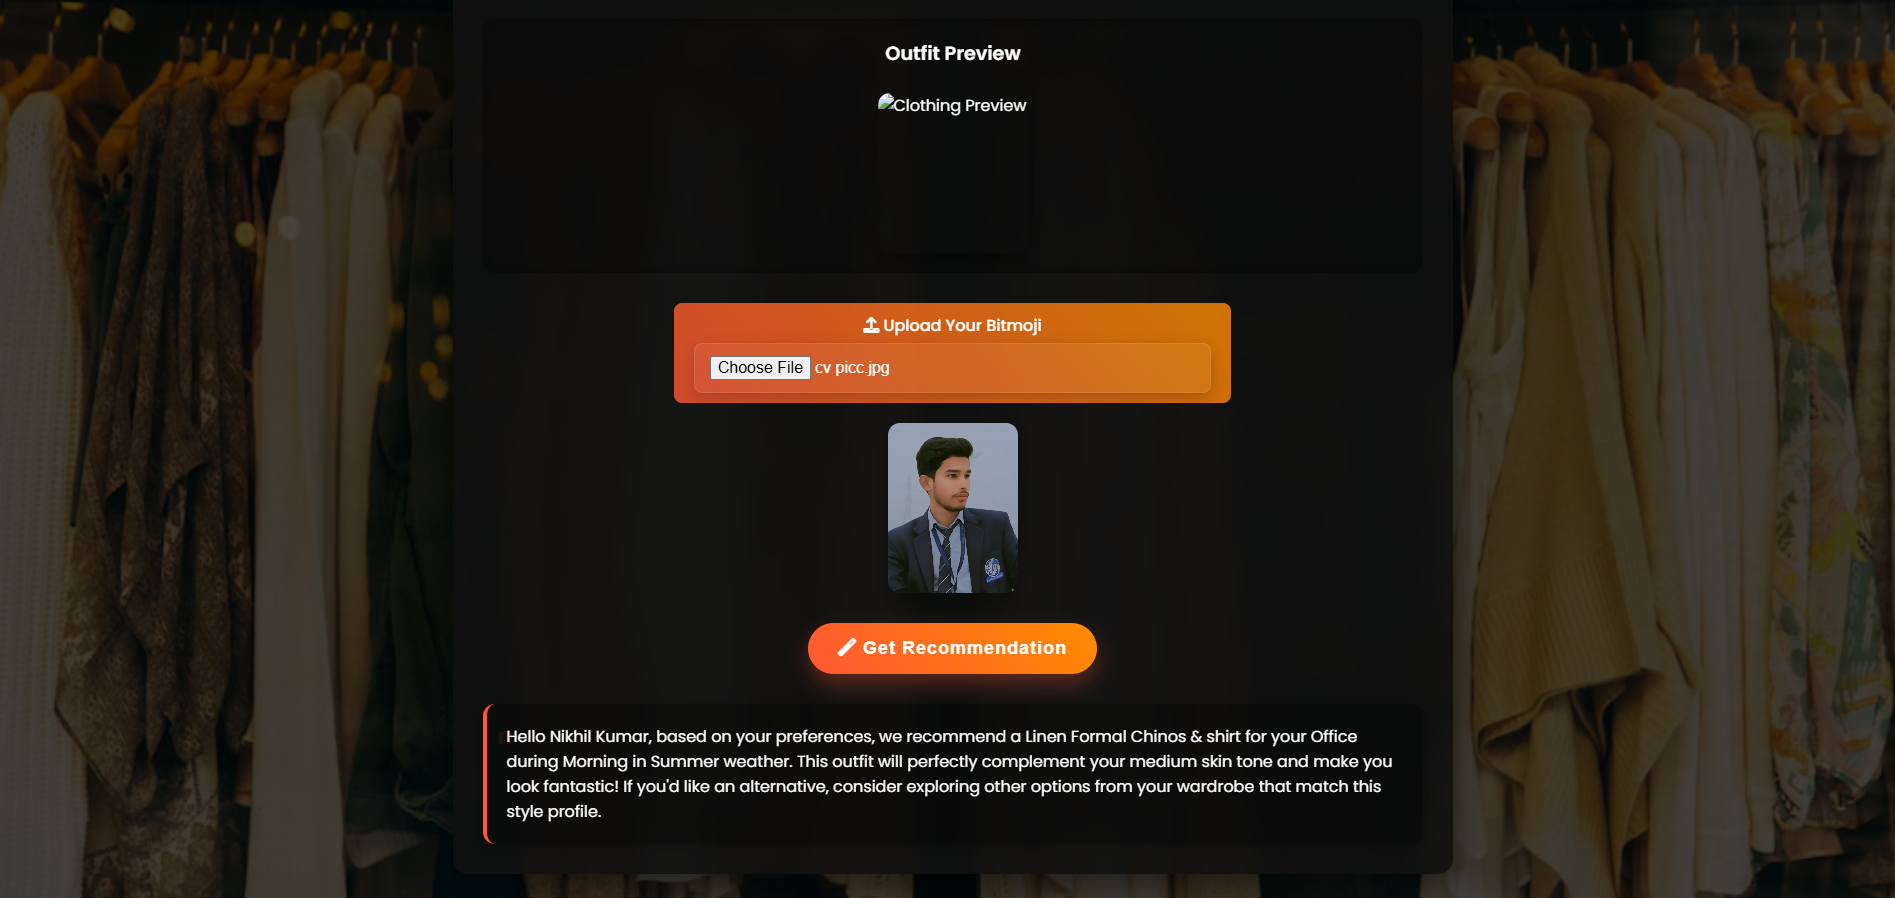 Outfit Preview
Clothing Preview
Upload Your Bitmoji
Choose File cv picc.jpg
Get Recommendation
Hello Nikhil Kumar, based on your preferences, we recommend a Linen Formal Chinos & shirt for your Office
during Morning in Summer weather. This outfit will perfectly complement your medium skin tone and make you
look fantastic! If you'd like an alternative, consider exploring other options from your wardrobe that match this
style profile.